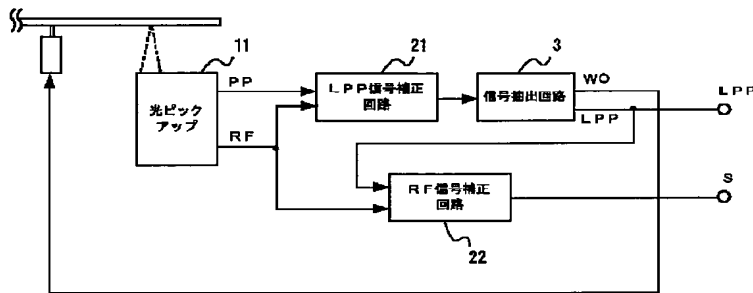 11
21
3
PP
RF
光ピック
アップ
LPP信号補正
回路
信号抽出回路
WO
LPP
LPP
RF信号補正
回路
S
22